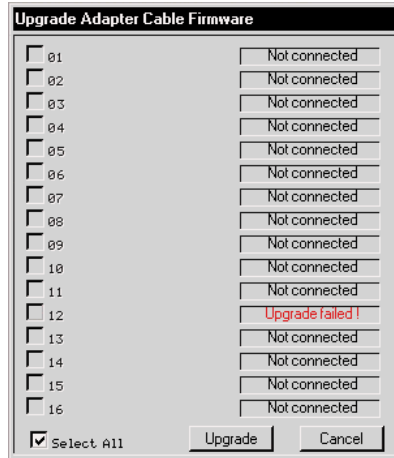 Upgrade Adapter Cable Firmware
01 Not connected
02 Not connected
03 Not connected
04 Not connected
05 Not connected
06 Not connected
07 Not connected
08 Not connected
09 Not connected
10 Not connected
11 Not connected
12 Upgrade failed !
13 Not connected
14 Not connected
15 Not connected
16 Not connected
Select All Upgrade Cancel